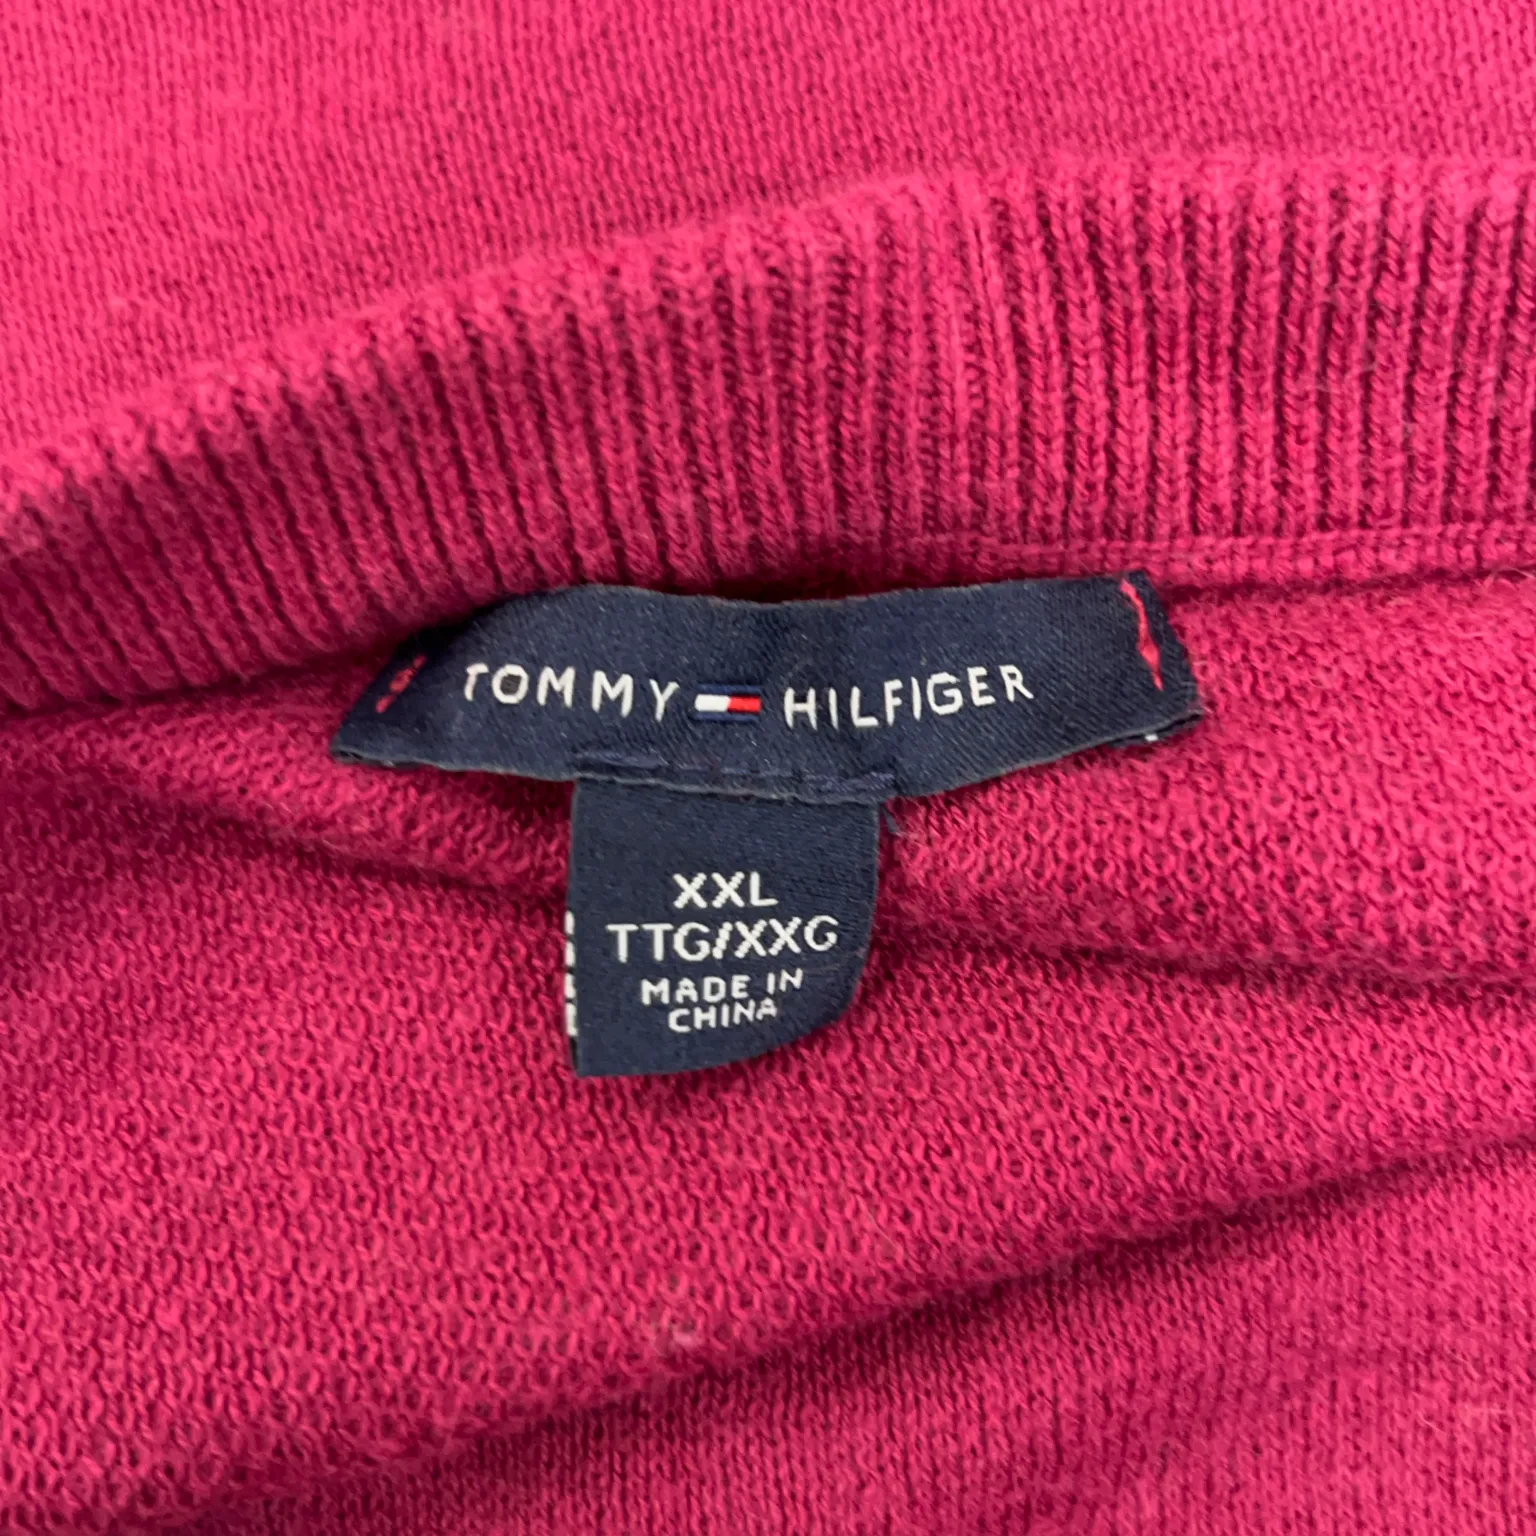 TOMMY HILFIGER
XXL
TTG/XXG
MADE IN
CHINA